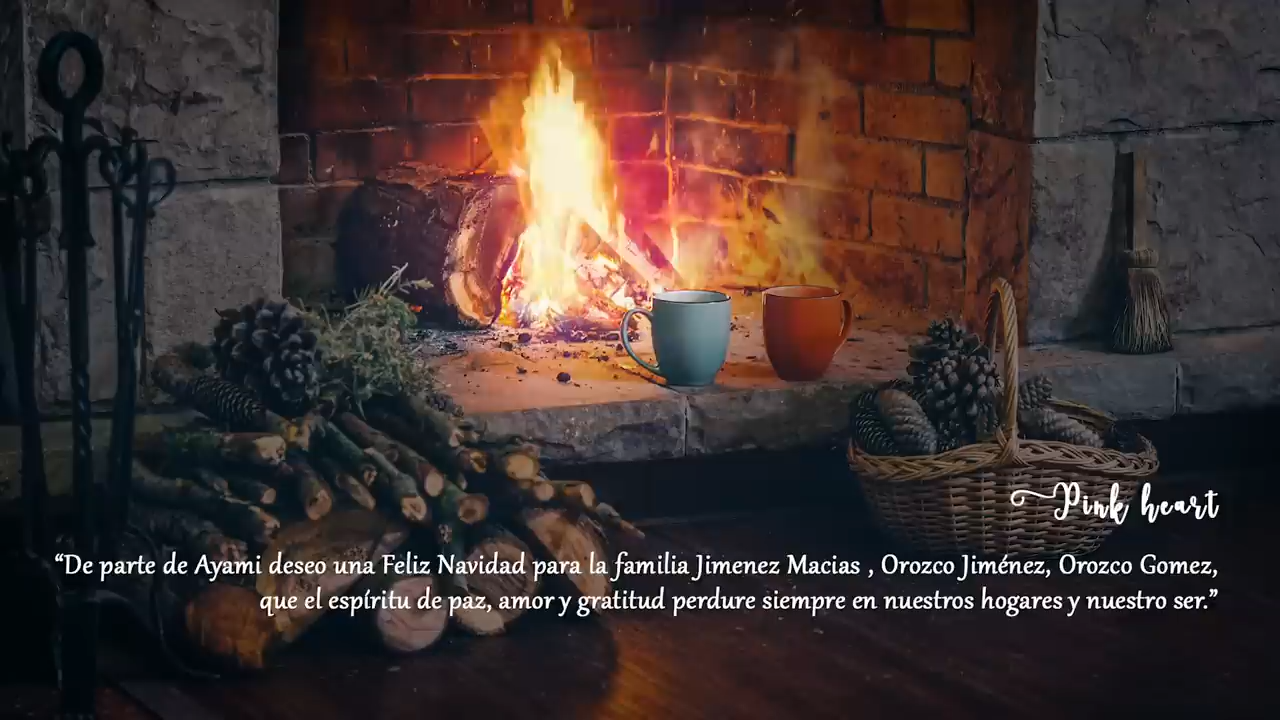 Pink heart
“De parte de Ayami deseo una Feliz Navidad para la familia Jimenez Macias , Orozco Jiménez, Orozco Gomez,
que el espíritu de paz, amor y gratitud perdure siempre en nuestros hogares y nuestro ser.”